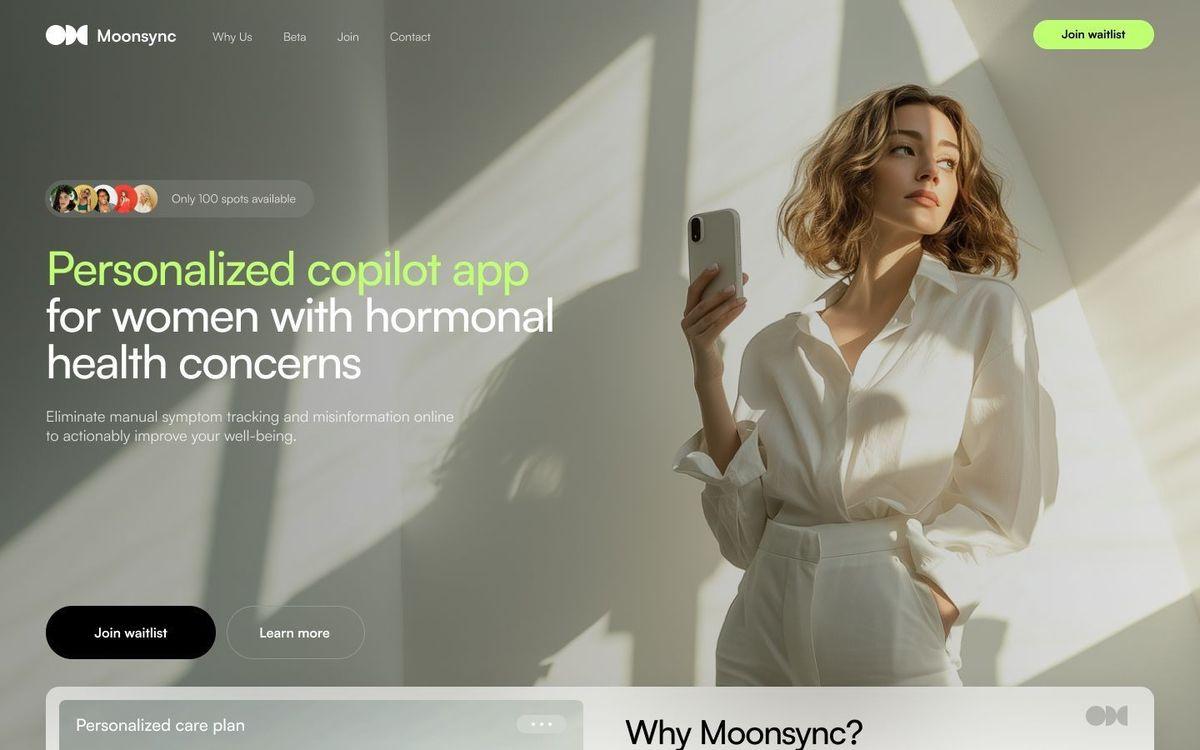 Moonsync
Why Us
Beta
Join
Contact
Join waitlist
Only 100 spots available
Personalized copilot app
for women with hormonal
health concerns
Eliminate manual symptom tracking and misinformation online
to actionably improve your well-being.
Join waitlist
Learn more
Personalized care plan
Why Moonsync?